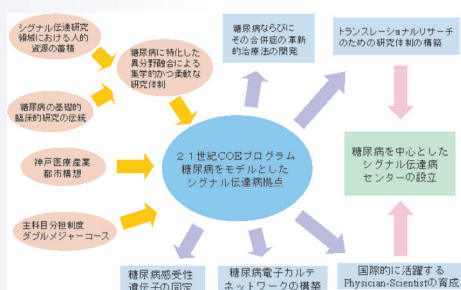 シグナル伝達研究
領域における人的
資源の蓄積
糖尿病に特化した
異分野融合による
集学的かつ柔軟な
研究体制
糖尿病ならびに
その合併症の革新
的治療法の開発
トランスレーショナルリサーチ
のための研究体制の構築
糖尿病の基礎的
臨床的研究の伝統
神戸医療産業
都市構想
21世紀COEプログラム
糖尿病をモデルとした
シグナル伝達病拠点
糖尿病を中心とした
シグナル伝達病
センターの設立
主科目分担制度
ダブルメジャーコース
糖尿病感受性
遺伝子の同定
糖尿病電子カルテ
ネットワークの構築
国際的に活躍する
Physician-Scientistの育成